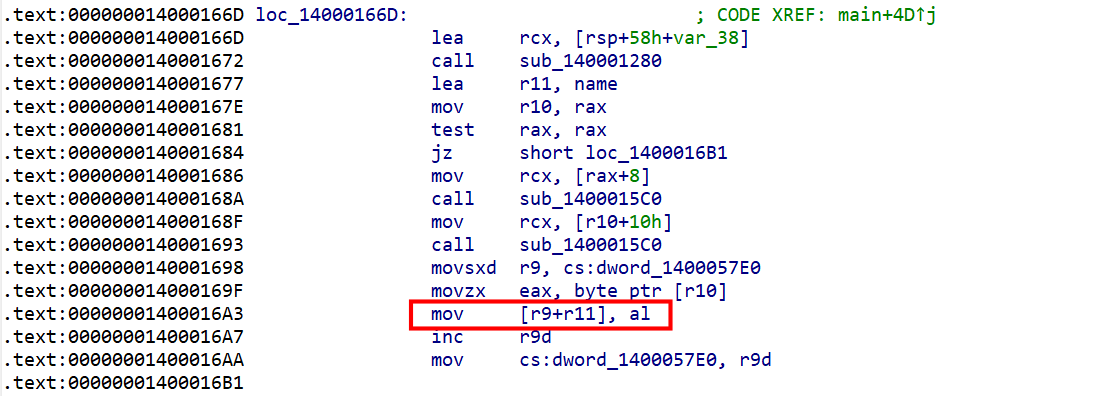 .text:000000014000166D loc_14000166D: ; CODE XREF: main+4D↑j
.text:000000014000166D lea rcx, [rsp+58h+var_38]
.text:0000000140001672 call sub_140001280
.text:0000000140001677 lea r11, name
.text:000000014000167E mov r10, rax
.text:0000000140001681 test rax, rax
.text:0000000140001684 jz short loc_1400016B1
.text:0000000140001686 mov rcx, [rax+8]
.text:000000014000168A call sub_1400015C0
.text:000000014000168F mov rcx, [r10+10h]
.text:0000000140001693 call sub_1400015C0
.text:0000000140001698 movsxd r9, cs:dword_1400057E0
.text:000000014000169F movzx eax, byte ptr [r10]
.text:00000001400016A3 mov [r9+r11], al
.text:00000001400016A7 inc r9d
.text:00000001400016AA mov cs:dword_1400057E0, r9d
.text:00000001400016B1